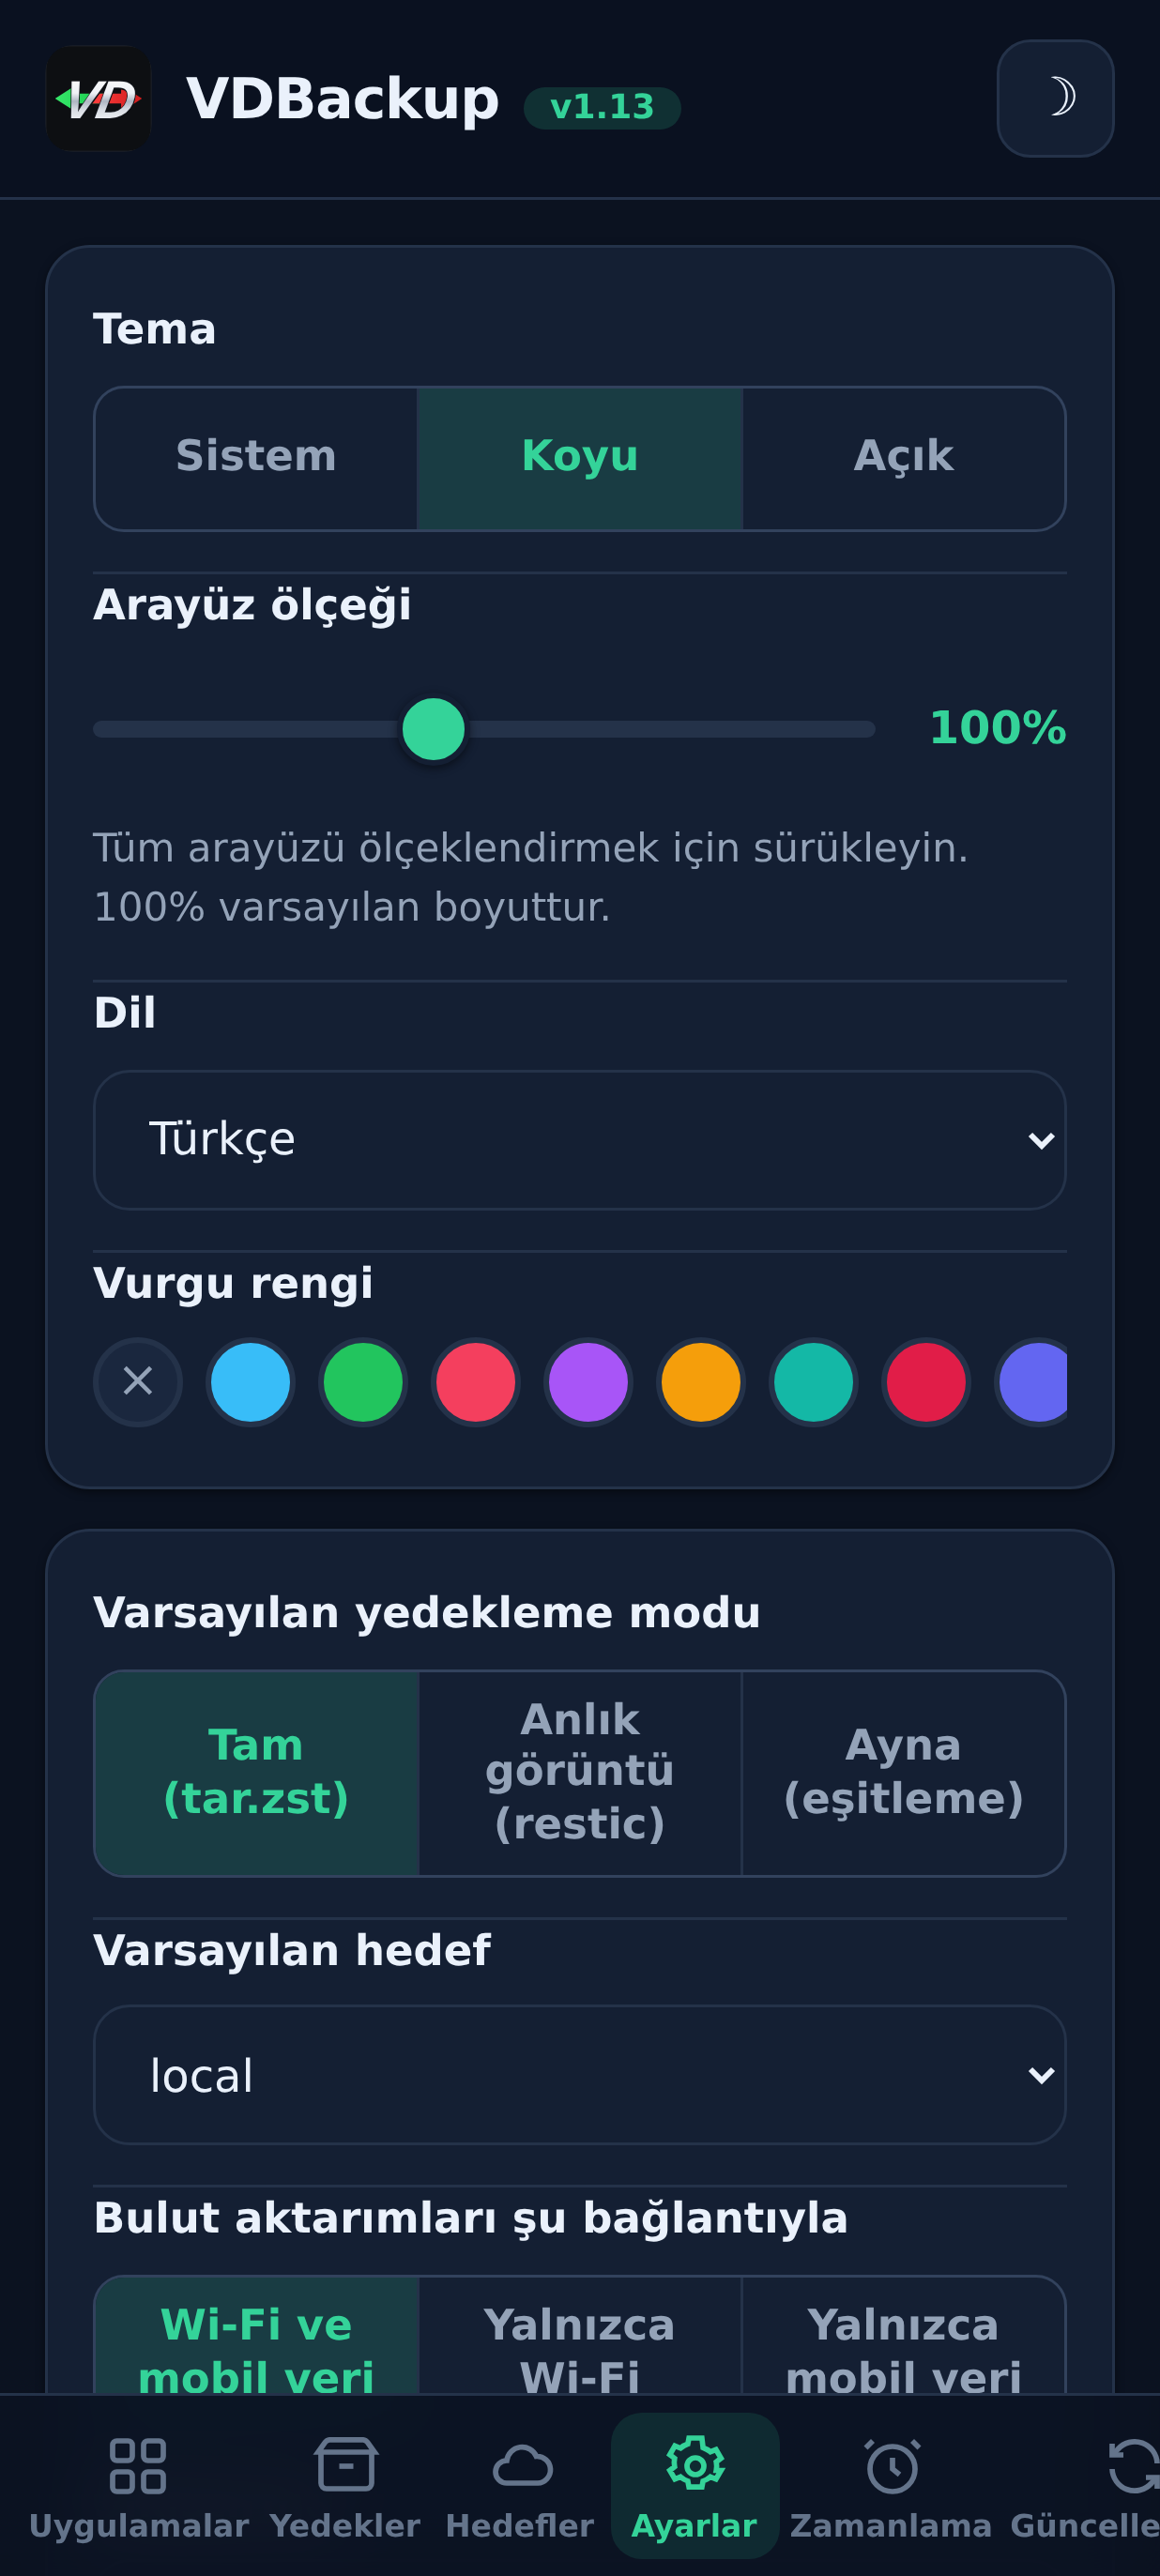 VD
VDBackup v1.13
Tema
Sistem Koyu Açık
Arayüz ölçeği
100%
Tüm arayüzü ölçeklendirmek için sürükleyin.
100% varsayılan boyuttur.
Dil
Türkçe
Vurgu rengi
Varsayılan yedekleme modu
Tam
(tar.zst)
Anlık
görüntü
(restic)
Ayna
(eşitleme)
Varsayılan hedef
local
Bulut aktarımları şu bağlantıyla
Wi-Fi ve
mobil veri
Yalnızca
Wi-Fi
Yalnızca
mobil veri
Uygulamalar Yedekler Hedefler Ayarlar Zamanlama